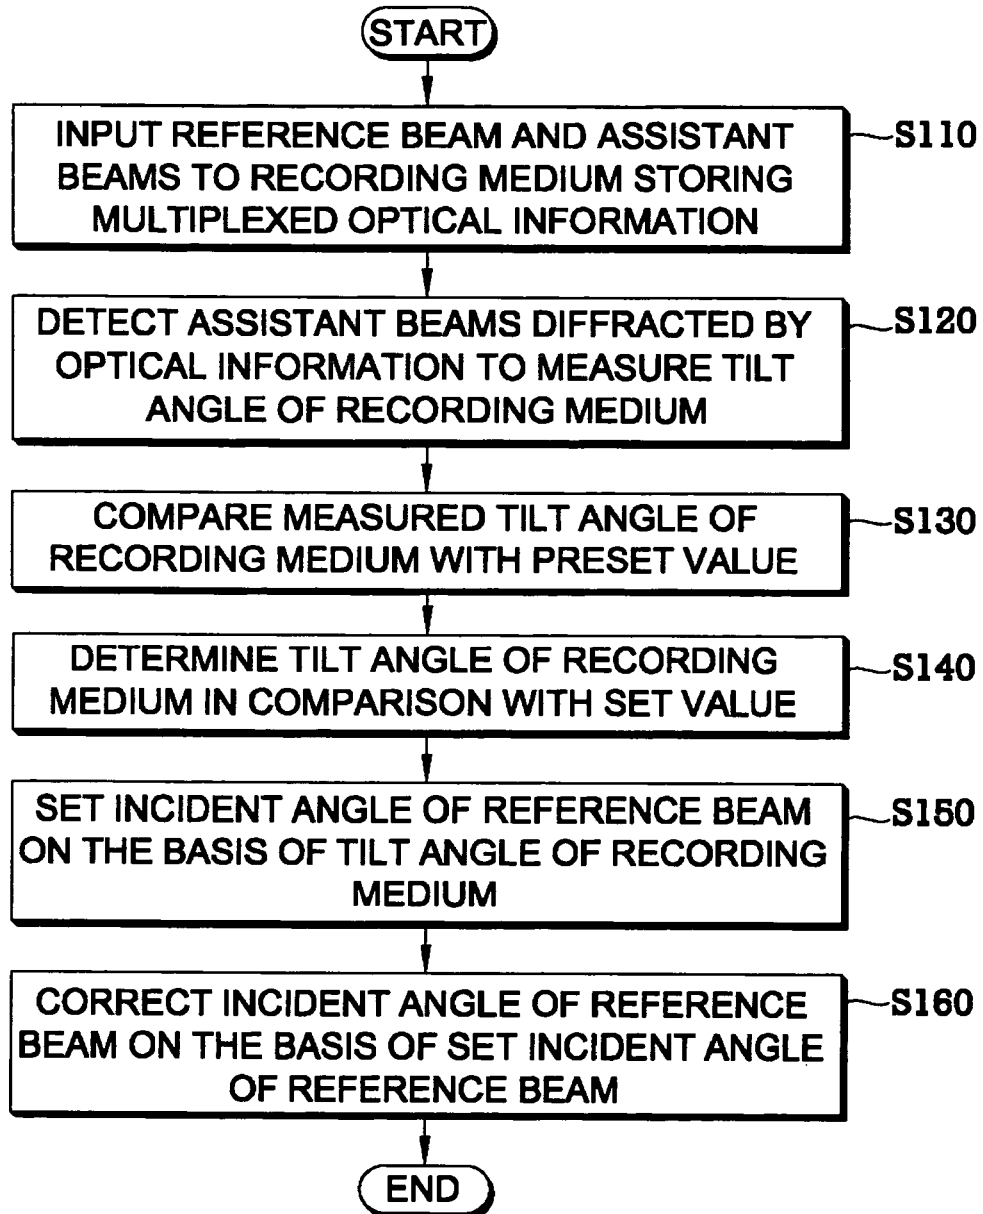 START
INPUT REFERENCE BEAM AND ASSISTANT
BEAMS TO RECORDING MEDIUM STORING
MULTIPLEXED OPTICAL INFORMATION
S110
DETECT ASSISTANT BEAMS DIFFRACTED BY
OPTICAL INFORMATION TO MEASURE TILT
ANGLE OF RECORDING MEDIUM
S120
COMPARE MEASURED TILT ANGLE OF
RECORDING MEDIUM WITH PRESET VALUE
S130
DETERMINE TILT ANGLE OF RECORDING
MEDIUM IN COMPARISON WITH SET VALUE
S140
SET INCIDENT ANGLE OF REFERENCE BEAM
ON THE BASIS OF TILT ANGLE OF RECORDING
MEDIUM
S150
CORRECT INCIDENT ANGLE OF REFERENCE
BEAM ON THE BASIS OF SET INCIDENT ANGLE
OF REFERENCE BEAM
S160
END